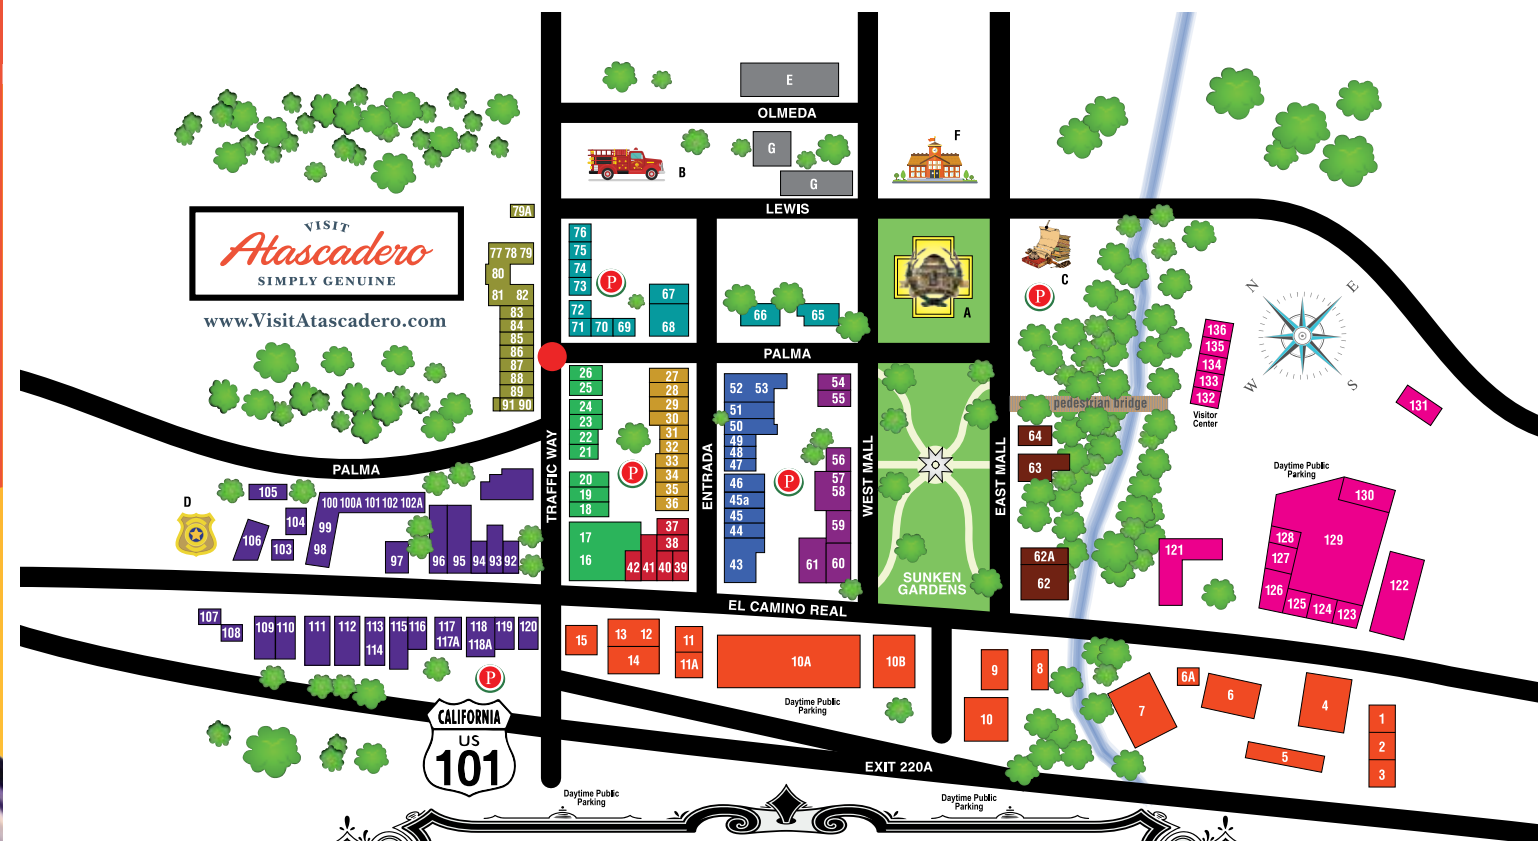 E
OLMEDA
F
G
B
G
LEWIS
79A
VISIT
Atascadero
SIMPLY GENUINE
www.VisitAtascadero.com
77 78 79
80
81 82
83
84
85
86
87
88
89
91 90
76
75
74
73
72
71 70 69
P
67
68
66
65
A
C
P
N
E
W
S
136
135
134
133
132
Visitor
Center
131
PALMA
26
25
24
23
22
21
20
19
18
17
16
27
28
29
30
31
32
33
34
35
36
37
38
42 41 40 39
P
52 53
51
50
49
48
47
46
45a
45
44
43
P
54
55
56
57
58
59
60
61
pedestrian bridge
64
63
62A
62
TRAFFIC WAY
ENTRADA
WEST MALL
EAST MALL
SUNKEN
GARDENS
PALMA
D
105
104
103
106
100 100A 101 102 102A
99
98
97
96 95 94 93 92
Daytime Public
Parking
130
129
128
127
126
125 124 123
122
121
EL CAMINO REAL
107
108
109 110
111
112
113
114
115 116
117
117A
118
118A
119
120
P
15
13 12
14
11
11A
10A
10B
9
8
10
7
6A
6
5
4
1
2
3
Daytime Public
Parking
CALIFORNIA
US
101
EXIT 220A
Daytime Public
Parking
Daytime Public
Parking